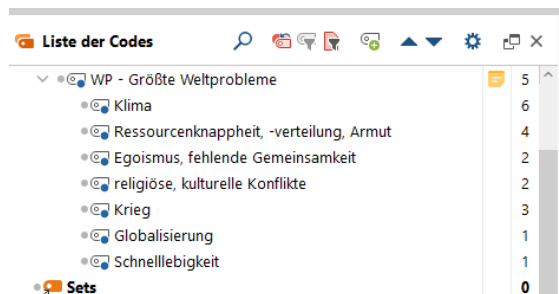 Liste der Codes
WP - Größte Weltprobleme 5
Klima 6
Ressourcenknappheit, -verteilung, Armut 4
Egoismus, fehlende Gemeinsamkeit 2
religiöse, kulturelle Konflikte 2
Krieg 3
Globalisierung 1
Schnelllebigkeit 1
Sets 0